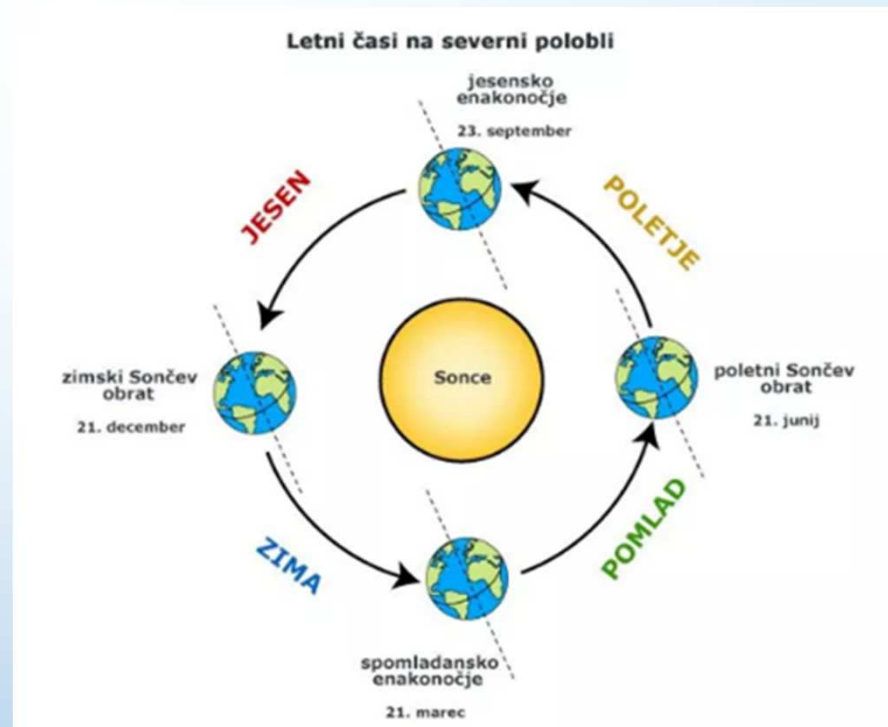 Letni časi na severni polobli
jesensko
enakonočje
23. september
JESEN
POLETJE
zimski Sončev
obrat
21. december
Sonce
poletni Sončev
obrat
21. junij
ZIMA
POMLAD
spomladansko
enakonočje
21. marec